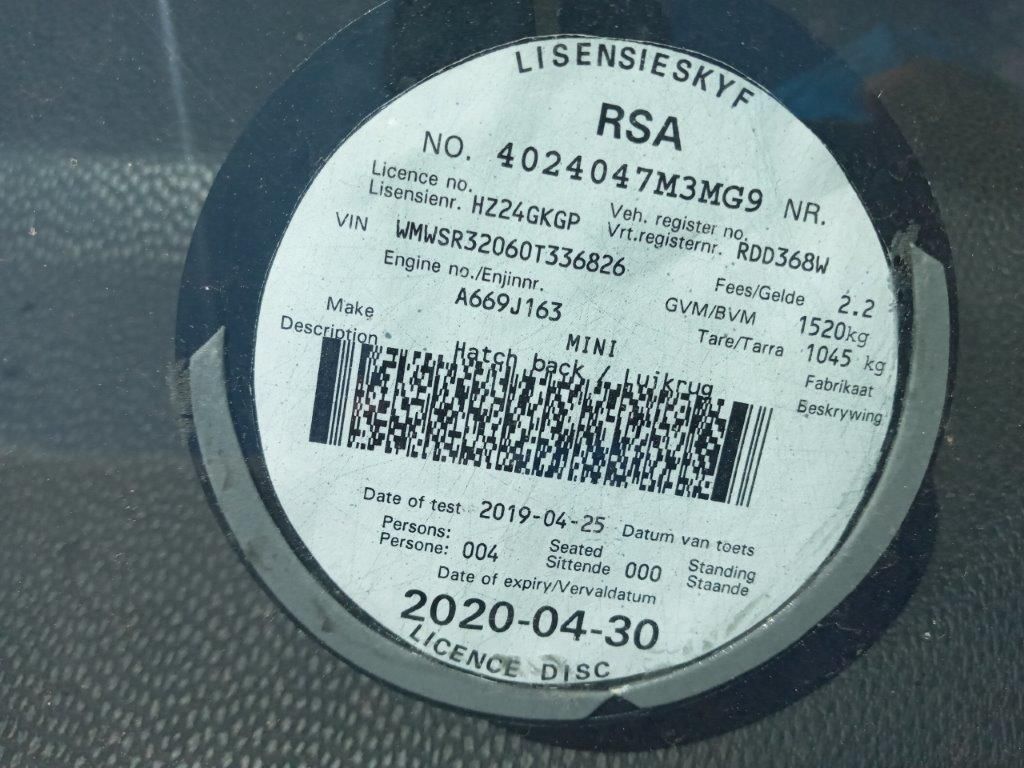 LISENSIESKYF
RSA
NO. 4024047M3MG9 NR.
Licence no. Veh. register no.
Lisensienr. HZ24GKGP Vrt.registernr. RDD368W
VIN WMWSR32060T336826 Fees/Gelde 2.2
Engine no./Enjinnr. GVM/BVM 1520kg
A669J163 Tare/Tarra 1045 kg
Make MINI Fabrikaat
Description Hatch back / Luikrug Beskrywing
Date of test 2019-04-25 Datum van toets
Persons: Seated Standing
Persone: 004 Sittende 000 Staande
Date of expiry/Vervaldatum
2020-04-30
LICENCE DISC